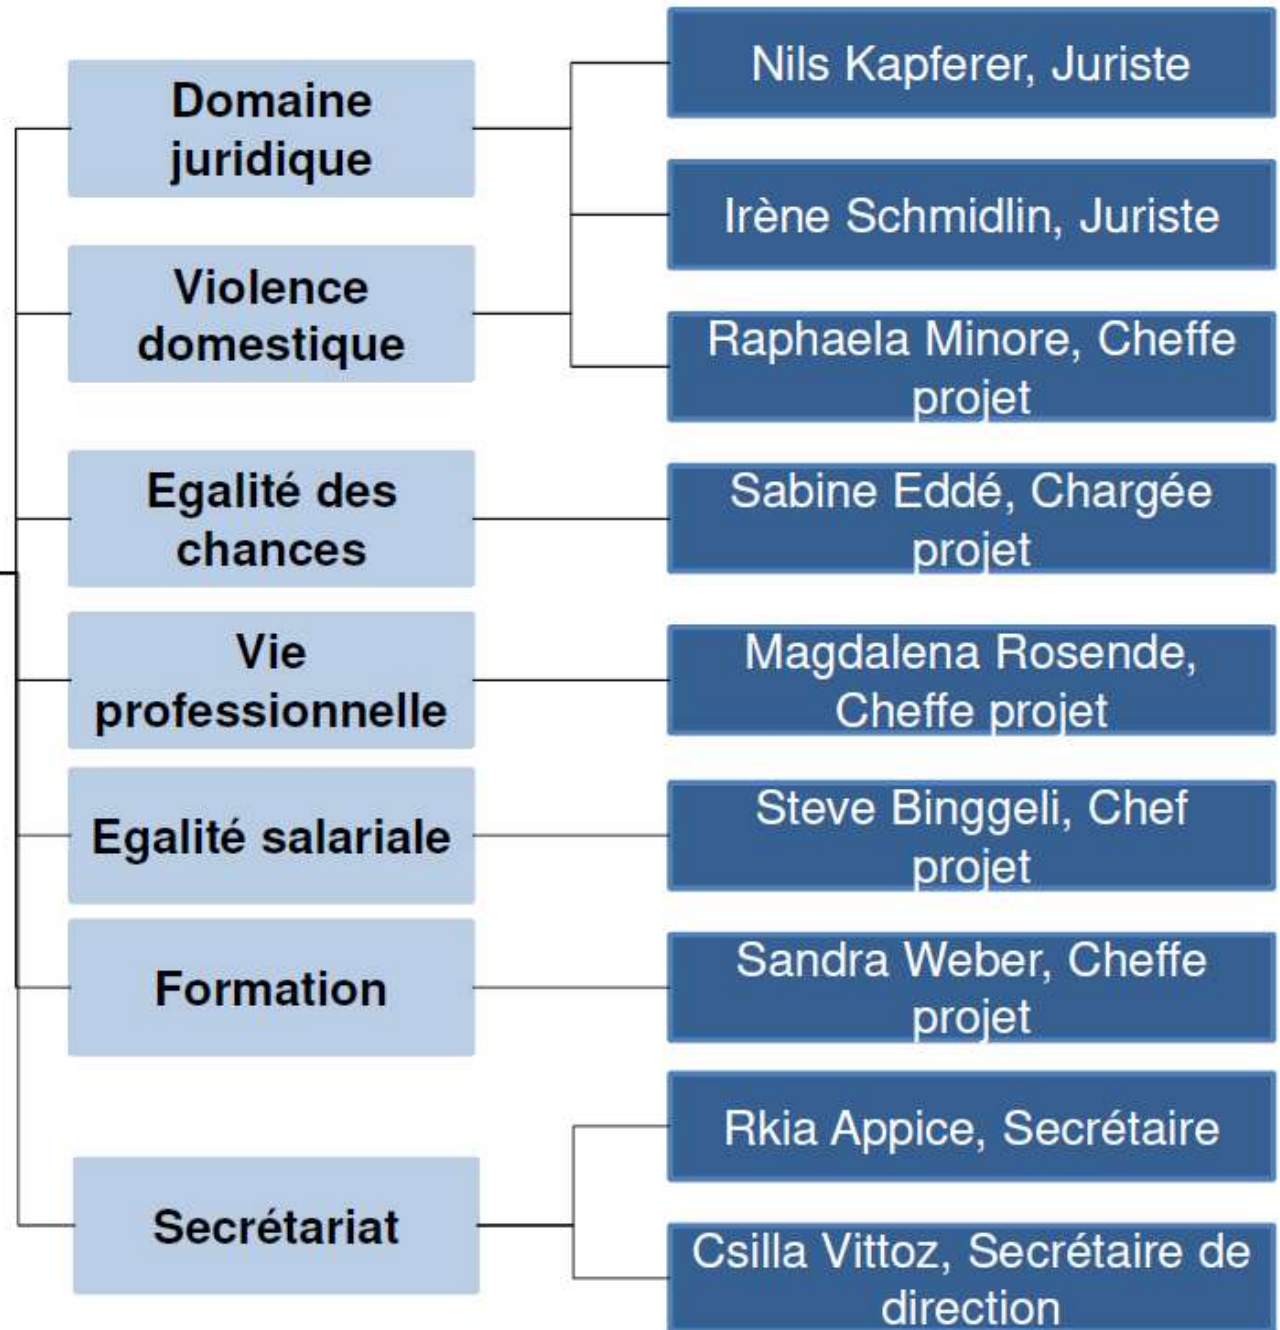 Domaine
juridique
Violence
domestique
Egalité des
chances
Vie
professionnelle
Egalité salariale
Formation
Secrétariat
Nils Kapferer, Juriste
Irène Schmidlin, Juriste
Raphaela Minore, Cheffe
projet
Sabine Eddé, Chargée
projet
Magdalena Rosende,
Cheffe projet
Steve Binggeli, Chef
projet
Sandra Weber, Cheffe
projet
Rkia Appice, Secrétaire
Csilla Vittoz, Secrétaire de
direction